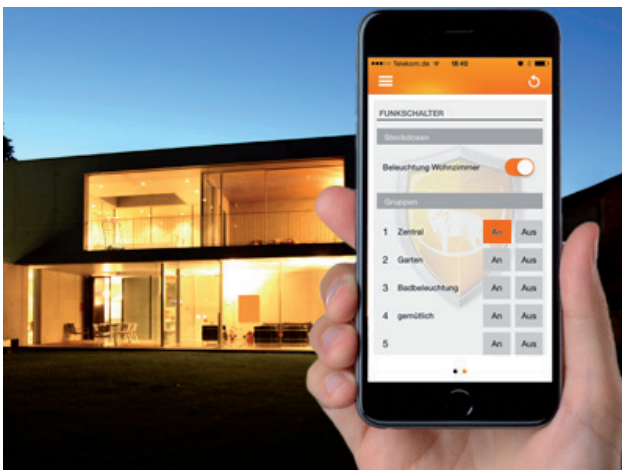 Telekom.de 18:40
FUNKSCHALTER
Steckdosen
Beleuchtung Wohnzimmer
Gruppen
1 Zentral An Aus
2 Garten An Aus
3 Badbeleuchtung An Aus
4 gemütlich An Aus
5 An Aus